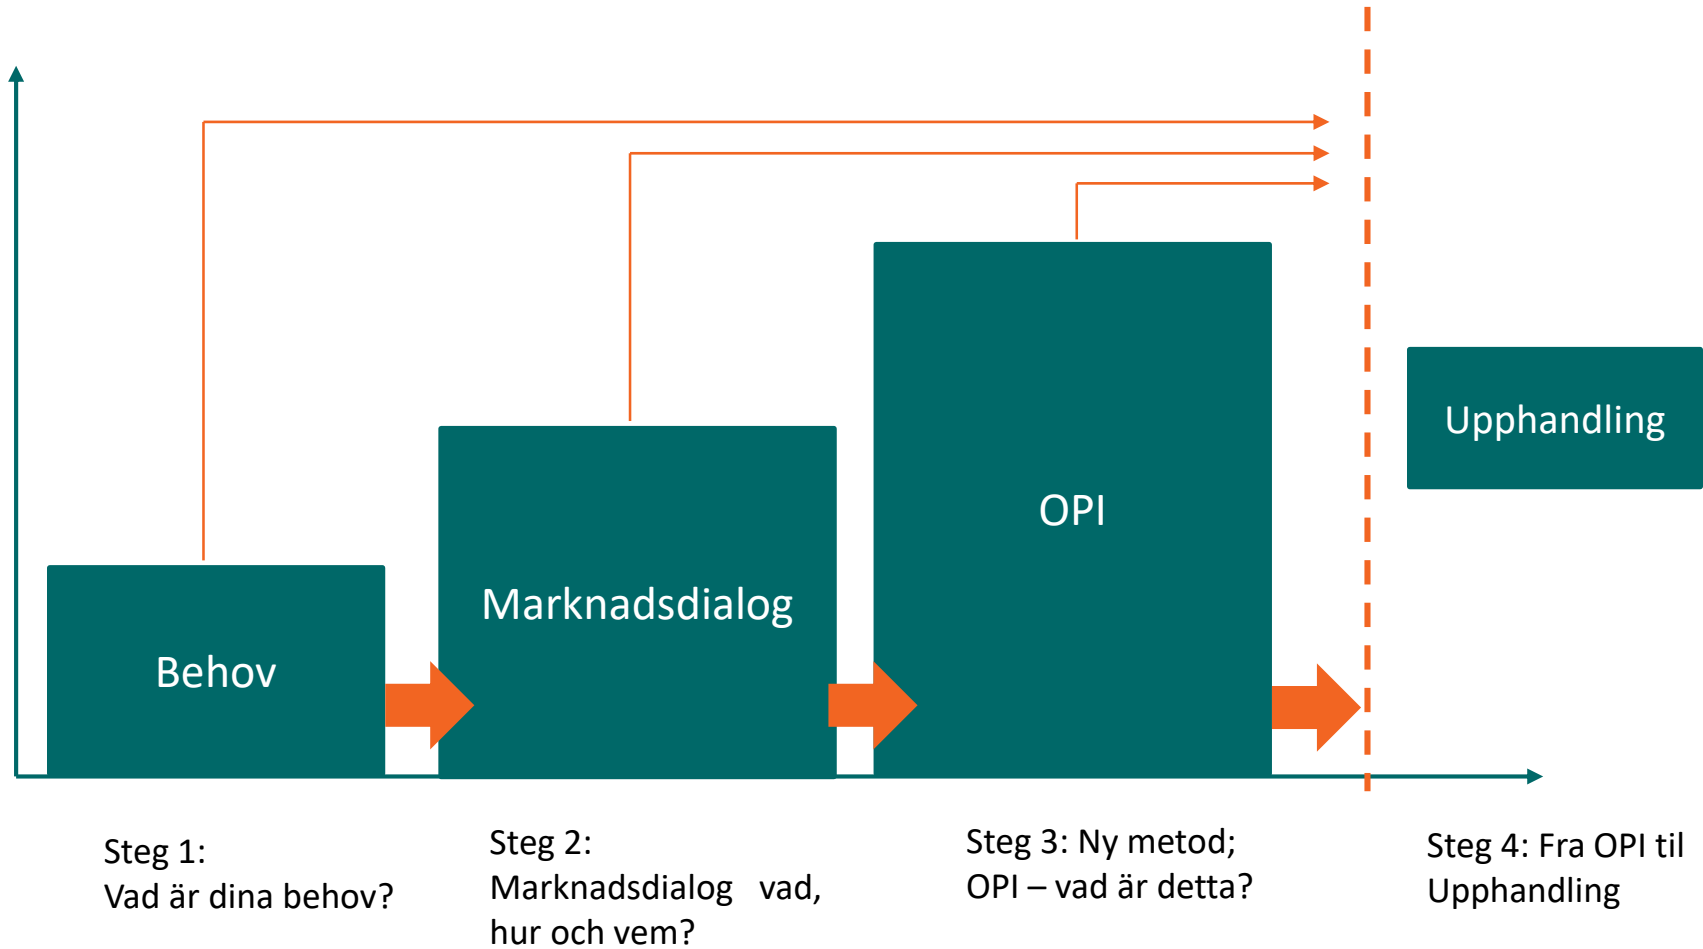 Upphandling
OPI
Marknadsdialog
Behov
Steg 1:
Vad är dina behov?
Steg 2:
Marknadsdialog vad,
hur och vem?
Steg 3: Ny metod;
OPI – vad är detta?
Steg 4: Fra OPI til
Upphandling